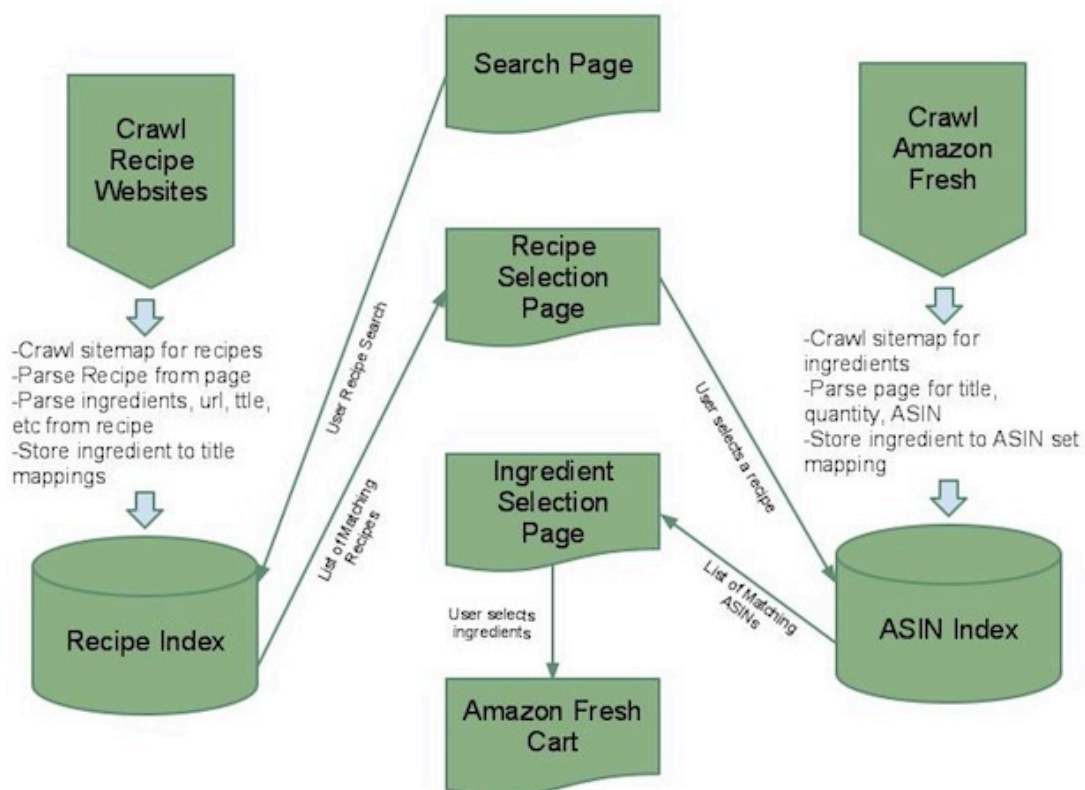 Search Page
Crawl
Recipe
Websites
Crawl
Amazon
Fresh
Recipe
Selection
Page
-Crawl sitemap for recipes
-Parse Recipe from page
-Parse ingredients, url, ttle,
etc from recipe
-Store ingredient to title
mappings
User Recipe Search
List of Matching
Recipes
User selects a recipe
-Crawl sitemap for
ingredients
-Parse page for title,
quantity, ASIN
-Store ingredient to ASIN set
mapping
Ingredient
Selection
Page
List of Matching
ASINs
User selects
ingredients
Recipe Index
ASIN Index
Amazon Fresh
Cart